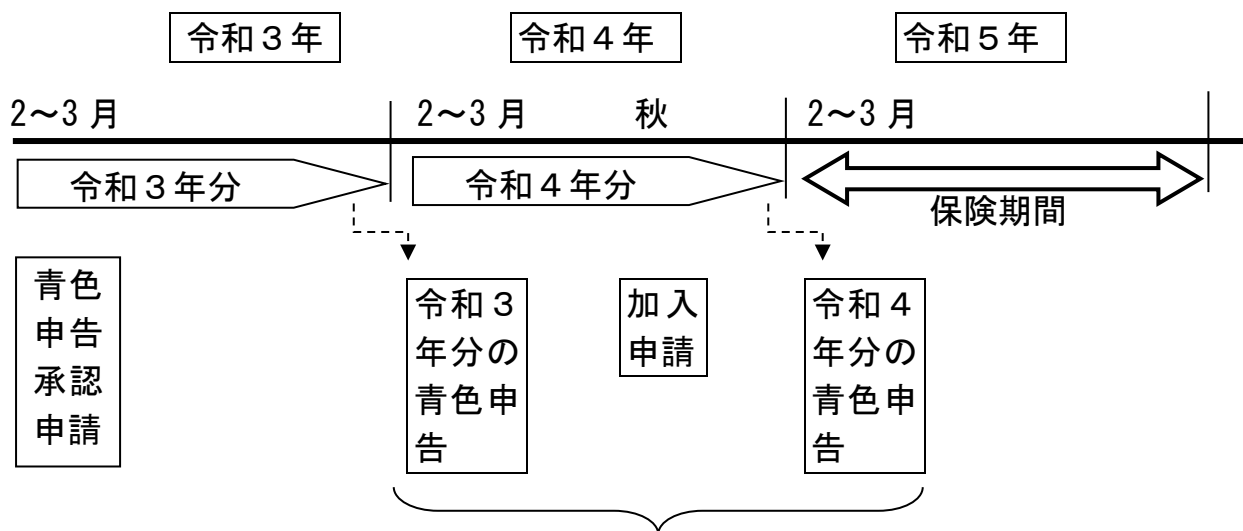 令和３年
令和４年
令和５年
2～3 月
2～3 月
秋
2～3 月
令和３年分
令和４年分
保険期間
青色
申告
承認
申請
令和３
年分の
青色申
告
加入
申請
令和４
年分の
青色申
告